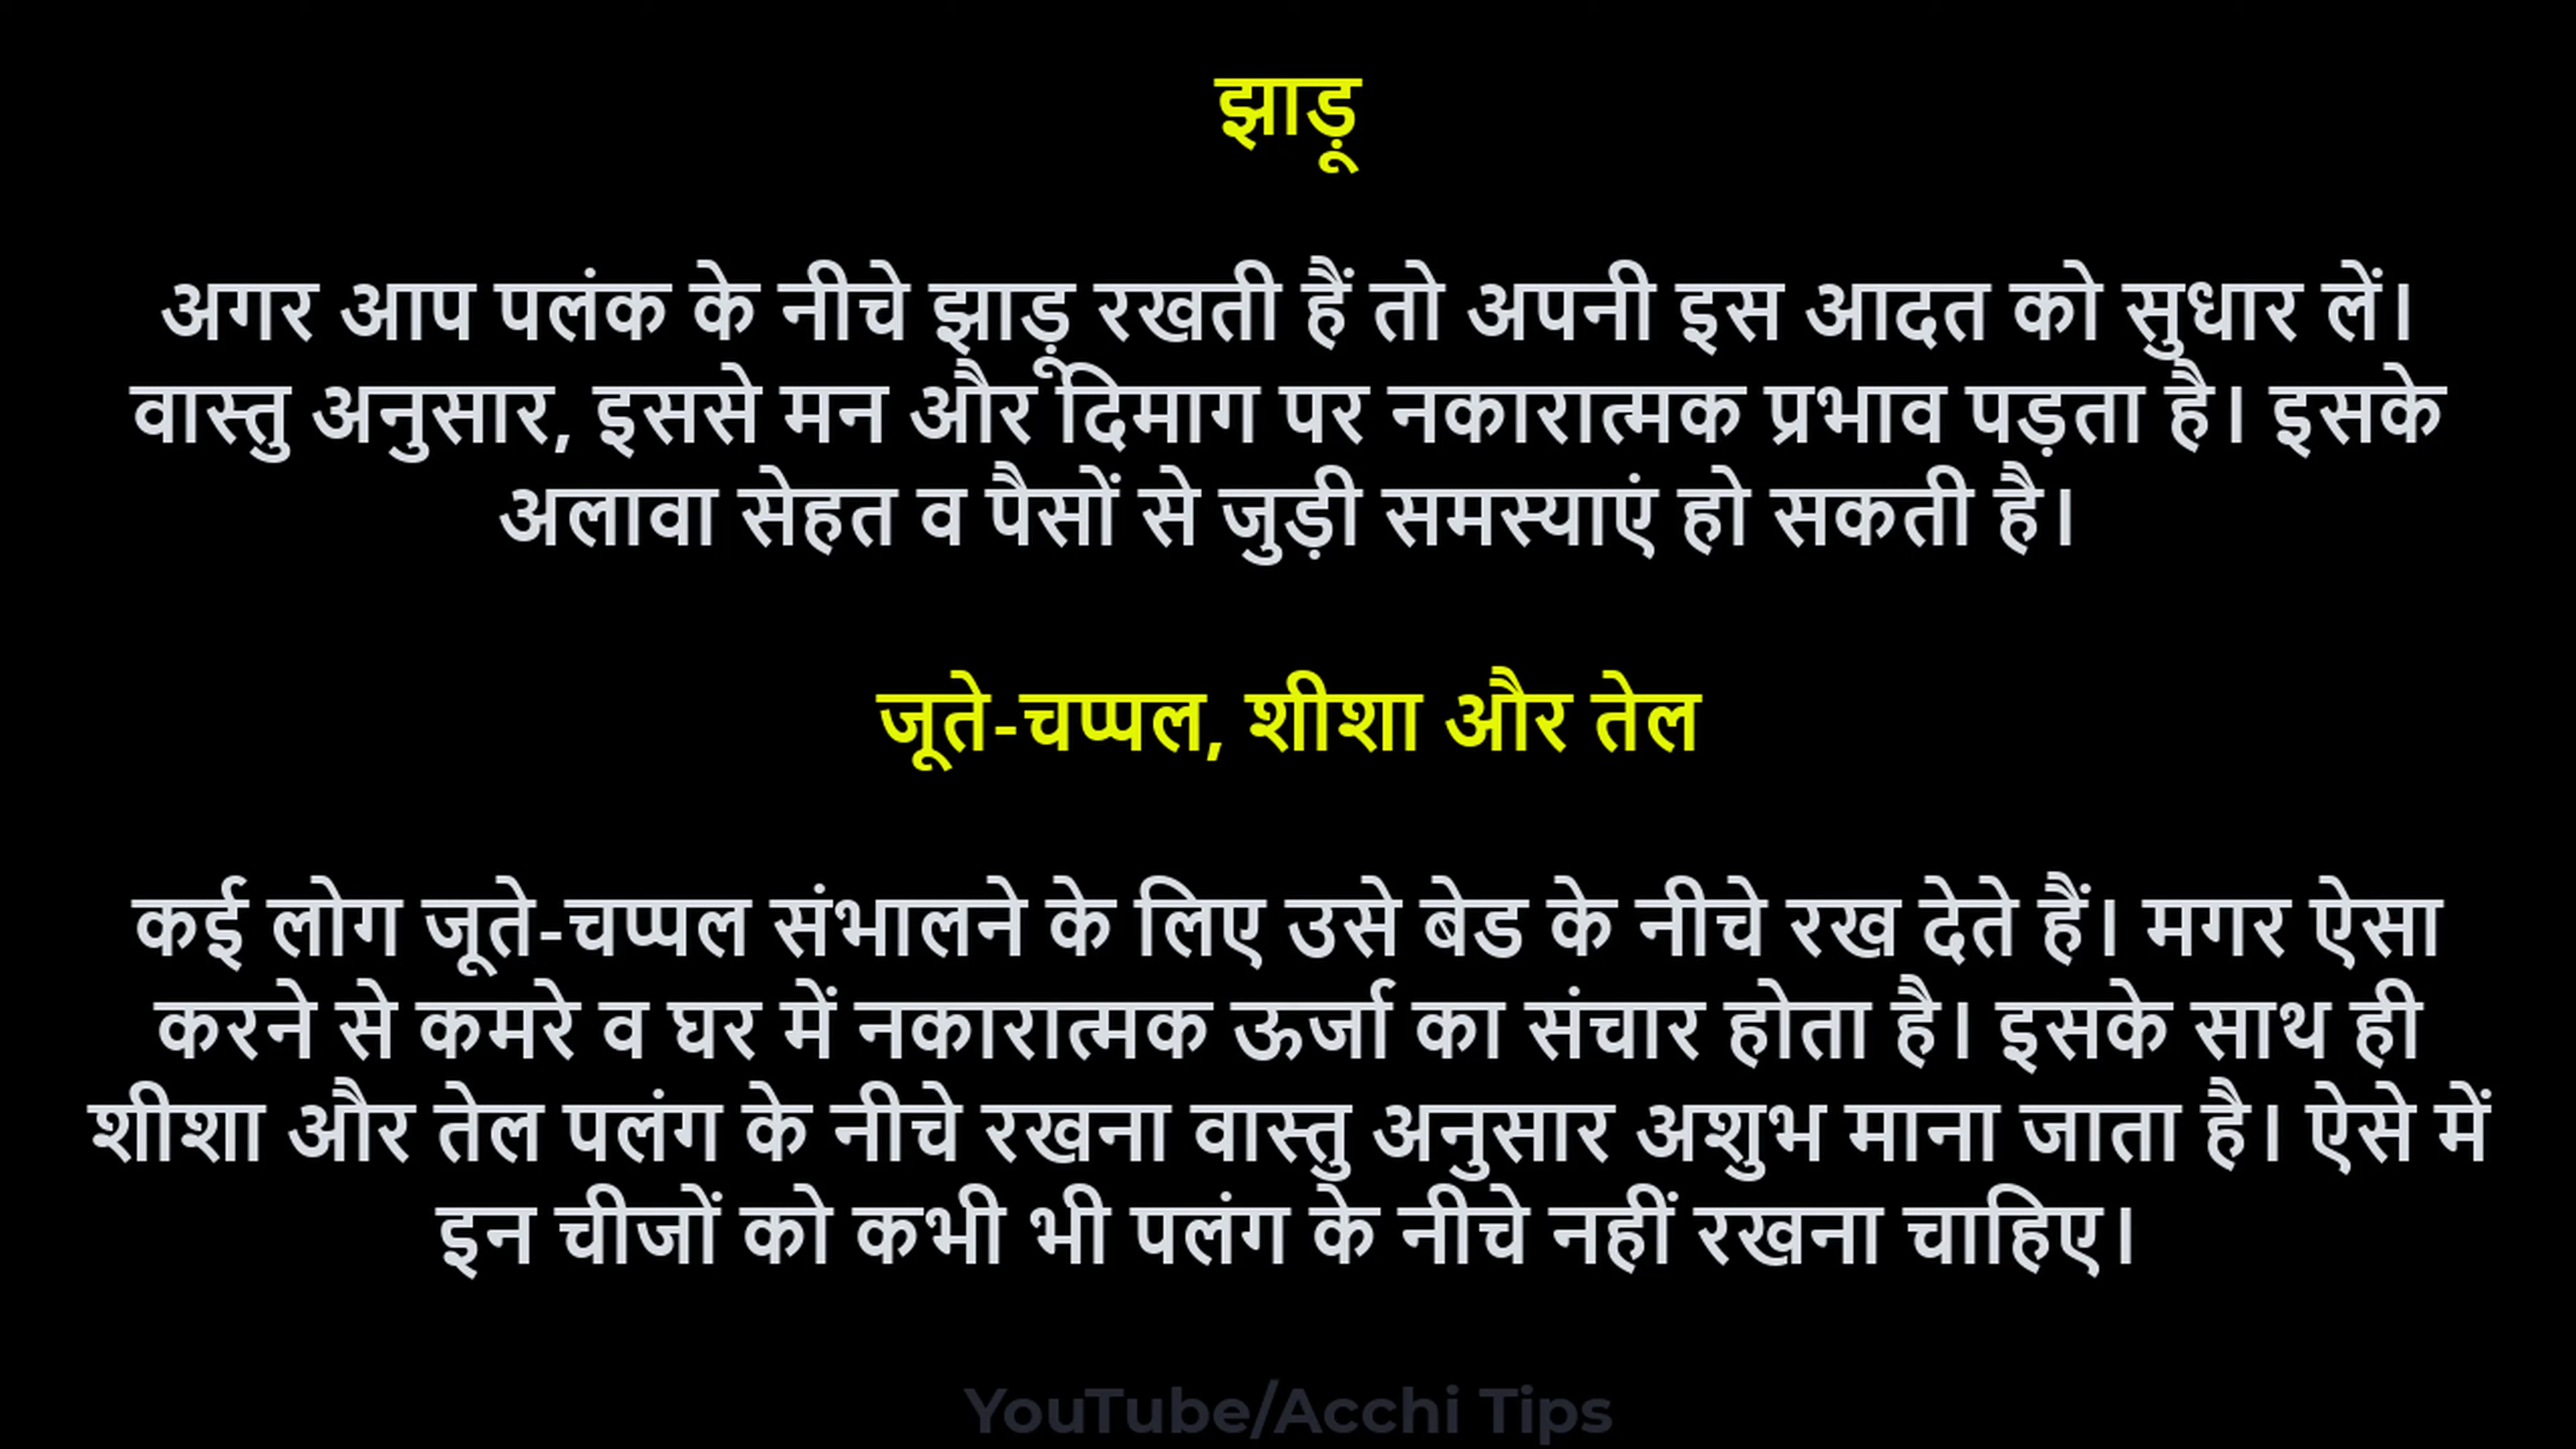 झाड़ू
अगर आप पलंक के नीचे झाड़ू रखती हैं तो अपनी इस आदत को सुधार लें।
वास्तु अनुसार, इससे मन और दिमाग पर नकारात्मक प्रभाव पड़ता है। इसके
अलावा सेहत व पैसों से जुड़ी समस्याएं हो सकती है।
जूते-चप्पल, शीशा और तेल
कई लोग जूते-चप्पल संभालने के लिए उसे बेड के नीचे रख देते हैं। मगर ऐसा
करने से कमरे व घर में नकारात्मक ऊर्जा का संचार होता है। इसके साथ ही
शीशा और तेल पलंग के नीचे रखना वास्तु अनुसार अशुभ माना जाता है। ऐसे में
इन चीजों को कभी भी पलंग के नीचे नहीं रखना चाहिए।
YouTube/Acchi Tips